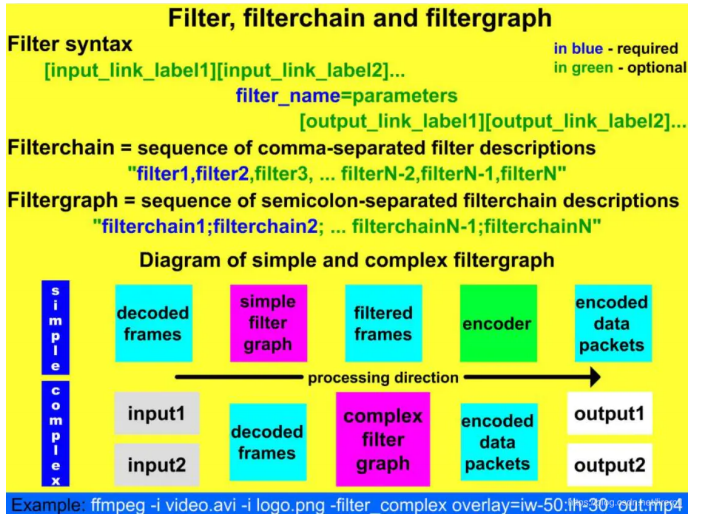 Filter, filterchain and filtergraph
Filter syntax
in blue - required
in green - optional
[input_link_label1][input_link_label2]...
filter_name=parameters
[output_link_label1][output_link_label2]...
Filterchain = sequence of comma-separated filter descriptions
"filter1,filter2,filter3, ... filterN-2,filterN-1,filterN"
Filtergraph = sequence of semicolon-separated filterchain descriptions
"filterchain1;filterchain2; ... filterchainN-1;filterchainN"
Diagram of simple and complex filtergraph
simple
decoded
frames
simple
filter
graph
filtered
frames
encoder
encoded
data
packets
processing direction
complex
input1
input2
decoded
frames
complex
filter
graph
encoded
data
packets
output1
output2
Example: ffmpeg -i video.avi -i logo.png -filter_complex overlay=iw-50:ih-30 out.mp4